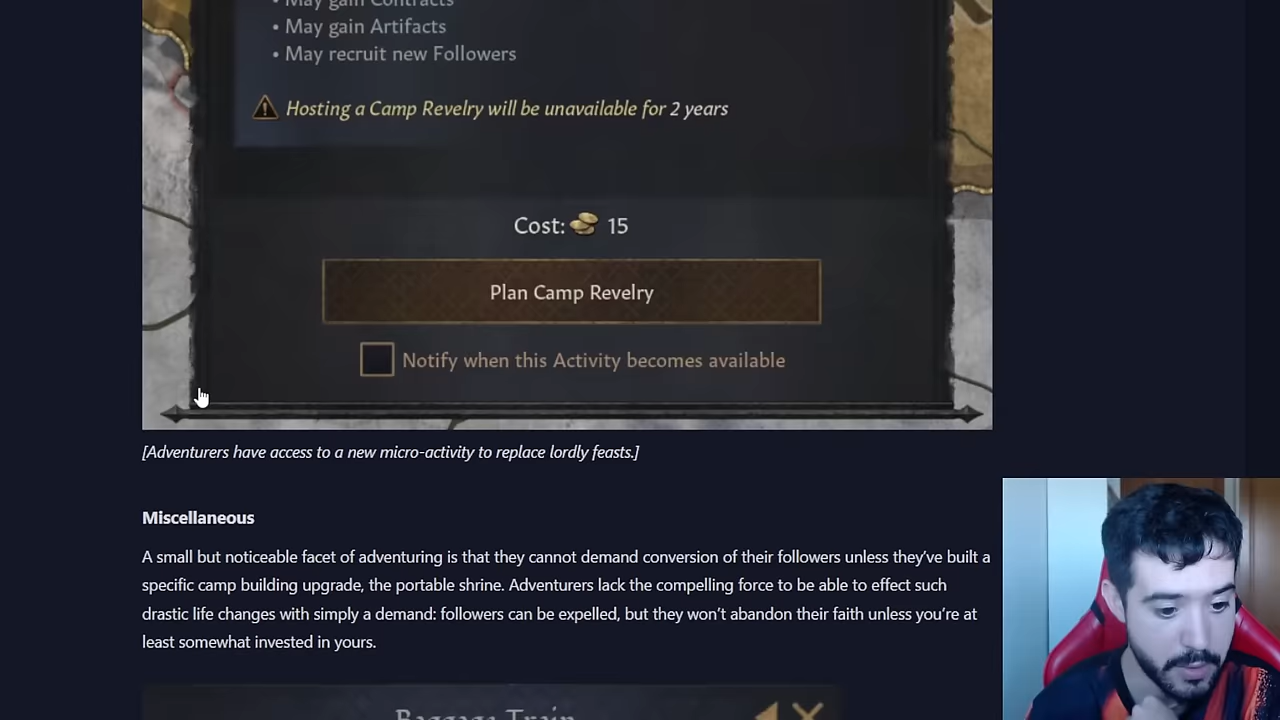 • May gain Contracts
• May gain Artifacts
• May recruit new Followers
Hosting a Camp Revelry will be unavailable for 2 years
Cost: 15
Plan Camp Revelry
Notify when this Activity becomes available
[Adventurers have access to a new micro-activity to replace lordly feasts.]
Miscellaneous
A small but noticeable facet of adventuring is that they cannot demand conversion of their followers unless they’ve built a
specific camp building upgrade, the portable shrine. Adventurers lack the compelling force to be able to effect such
drastic life changes with simply a demand: followers can be expelled, but they won’t abandon their faith unless you’re at
least somewhat invested in yours.
Baggage Train